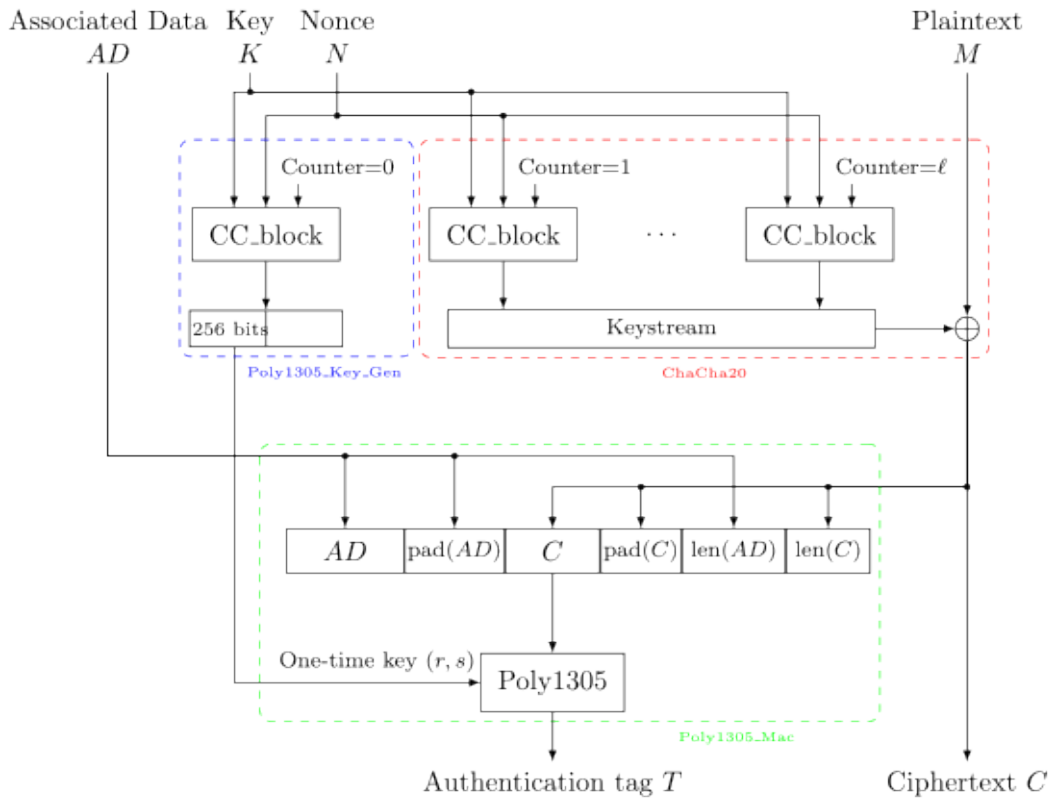 Associated Data Key Nonce Plaintext
AD K N M
Counter=0 Counter=1 Counter=ℓ
CC_block CC_block ... CC_block
256 bits Keystream
Poly1305_Key_Gen ChaCha20
AD pad(AD) C pad(C) len(AD) len(C)
One-time key (r, s)
Poly1305
Poly1305_Mac
Authentication tag T Ciphertext C